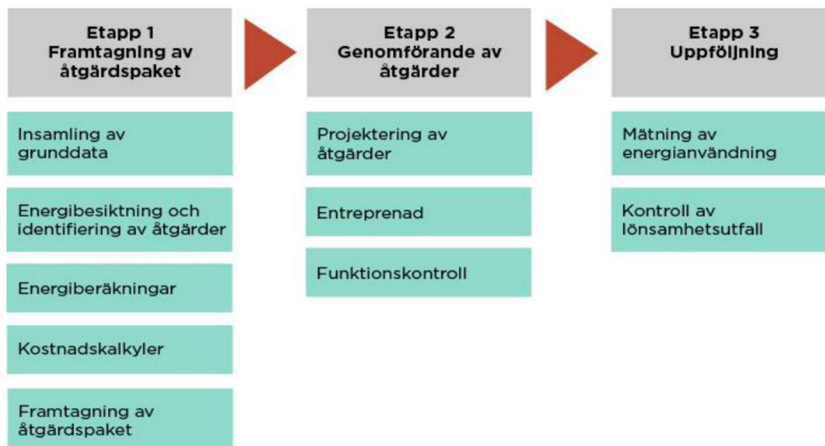 Etapp 1
Framtagning av
åtgärdspaket
Insamling av
grunddata
Energibesiktning och
identifiering av åtgärder
Energiberäkningar
Kostnadskalkyler
Framtagning av
åtgärdspaket
Etapp 2
Genomförande av
åtgärder
Projektering av
åtgärder
Entreprenad
Funktionskontroll
Etapp 3
Uppföljning
Mätning av
energianvändning
Kontroll av
lönsamhetsutfall